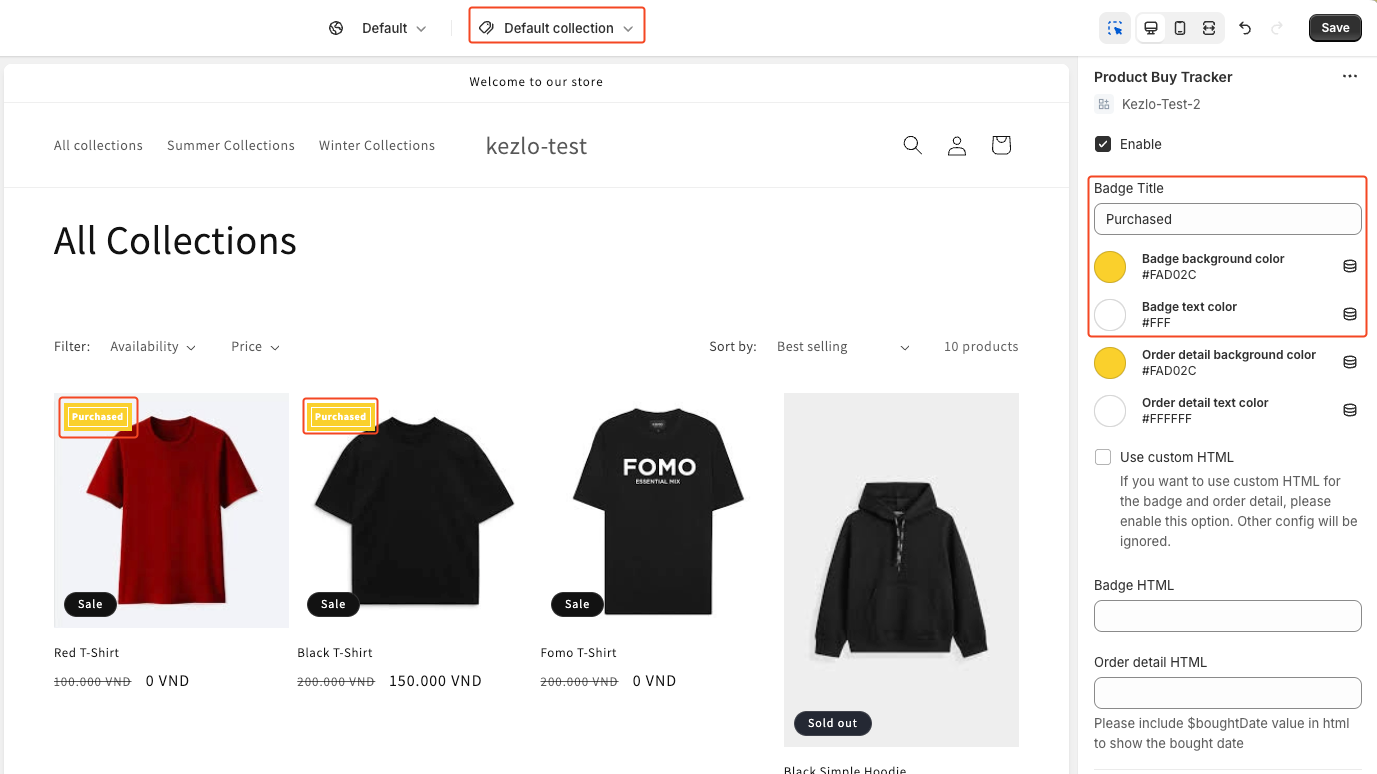 Default
Default collection
Save
Welcome to our store
All collections
Summer Collections
Winter Collections
kezlo-test
All Collections
Filter:
Availability
Price
Sort by:
Best selling
10 products
Purchased
Sale
Red T-Shirt
100.000 VND 0 VND
Purchased
Sale
Black T-Shirt
200.000 VND 150.000 VND
FOMO
ESSENTIAL MIX
Sale
Fomo T-Shirt
200.000 VND 0 VND
Sold out
Black Simple Hoodie
Product Buy Tracker
Kezlo-Test-2
Enable
Badge Title
Purchased
Badge background color
#FAD02C
Badge text color
#FFF
Order detail background color
#FAD02C
Order detail text color
#FFFFFF
Use custom HTML
If you want to use custom HTML for
the badge and order detail, please
enable this option. Other config will be
ignored.
Badge HTML
Order detail HTML
Please include $boughtDate value in html
to show the bought date